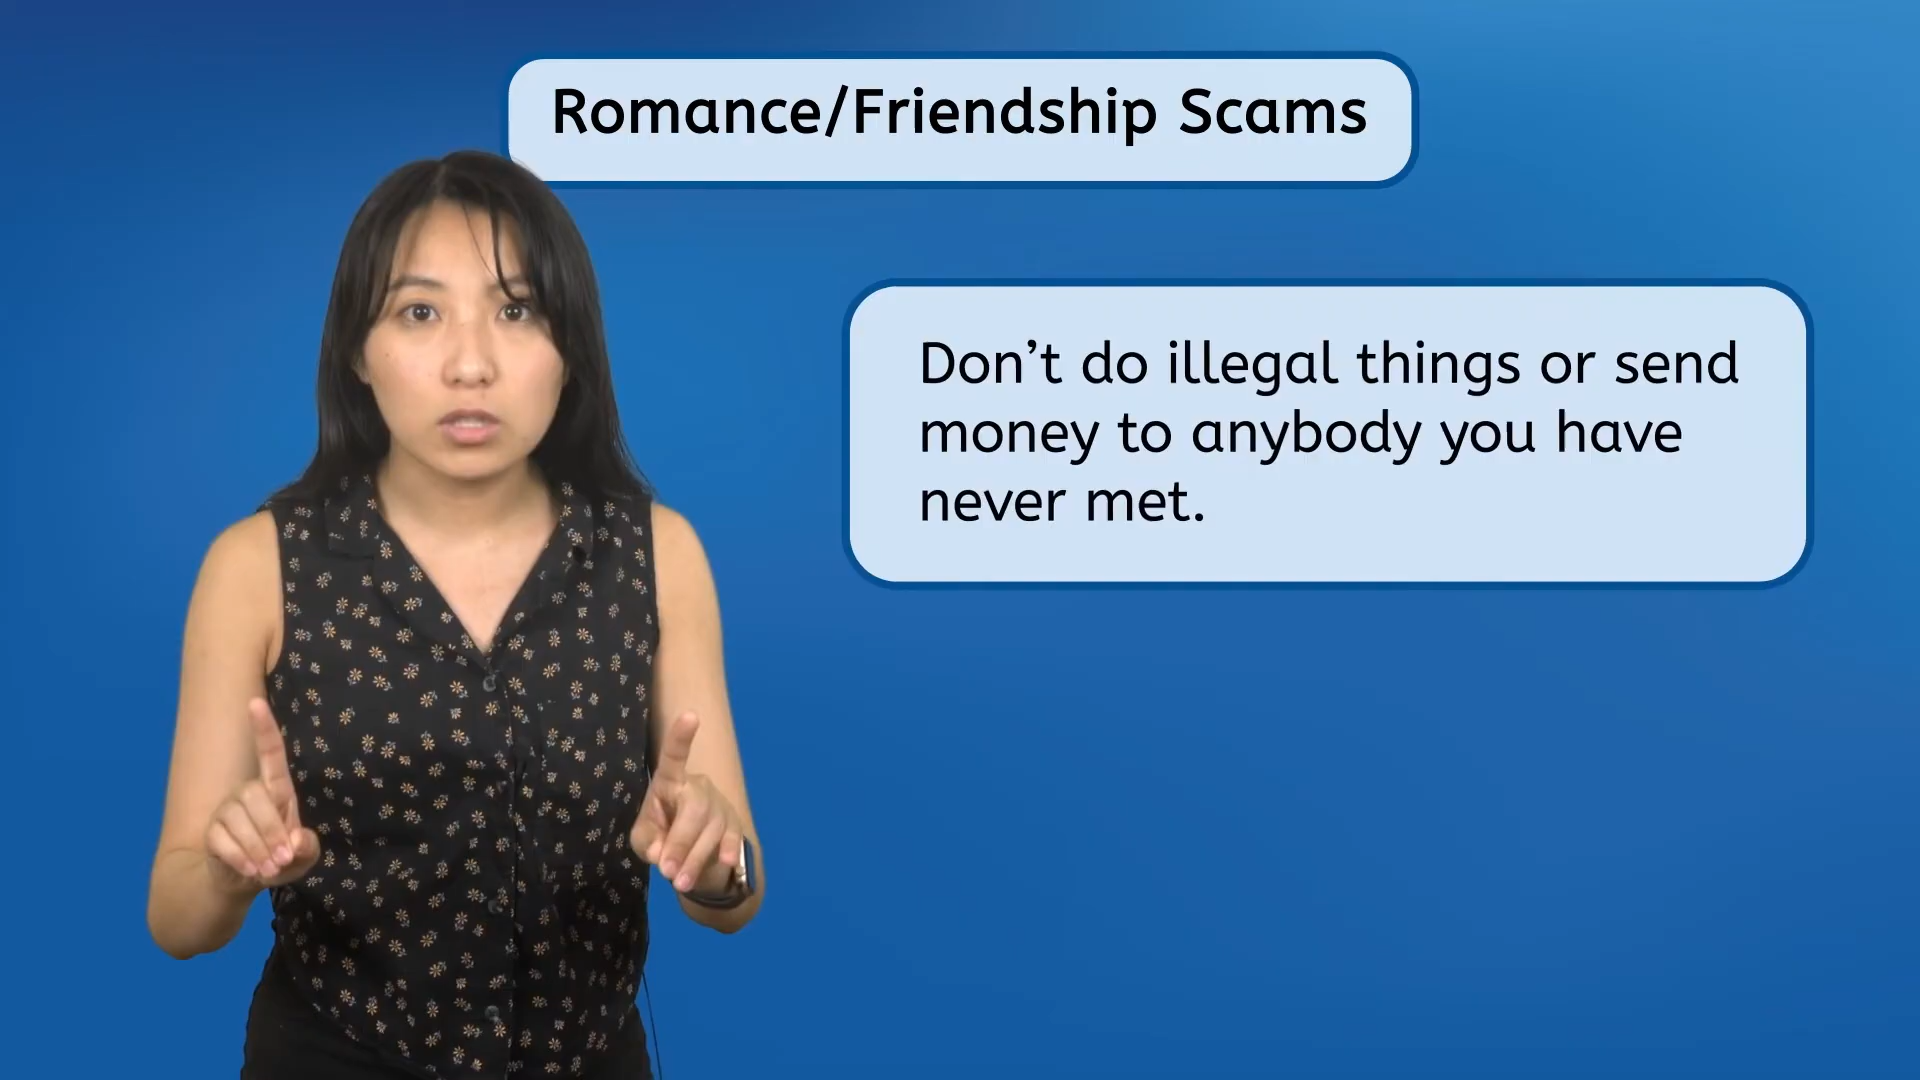 Romance/Friendship Scams
Don’t do illegal things or send
money to anybody you have
never met.